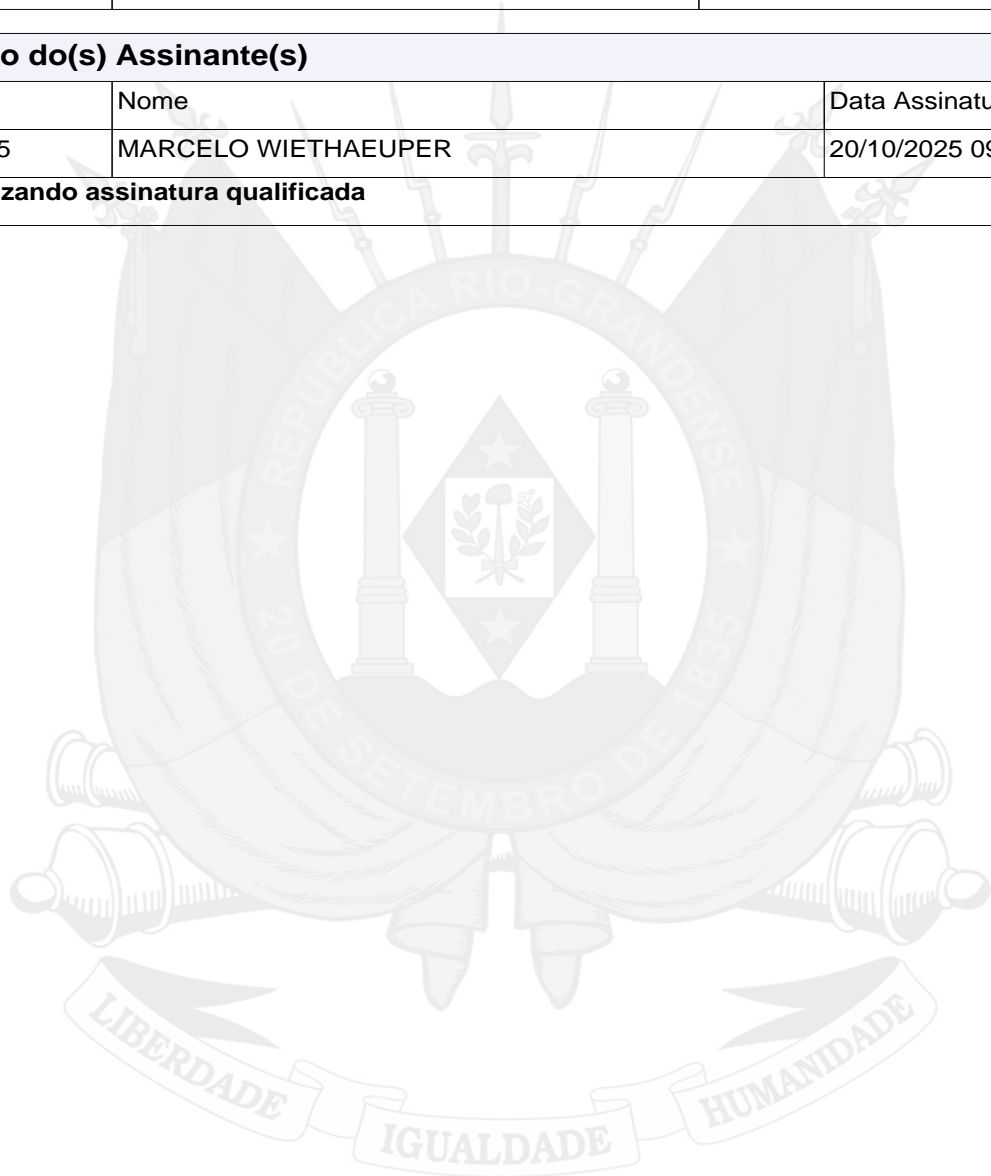 o do(s) Assinante(s)
Nome
Data Assinatu
5
MARCELO WIETHAEUPER
20/10/2025 09
zando assinatura qualificada
REPÚBLICA RIO-GRANDENSE
20 DE SETEMBRO DE 1835
LIBERDADE
IGUALDADE
HUMANIDADE